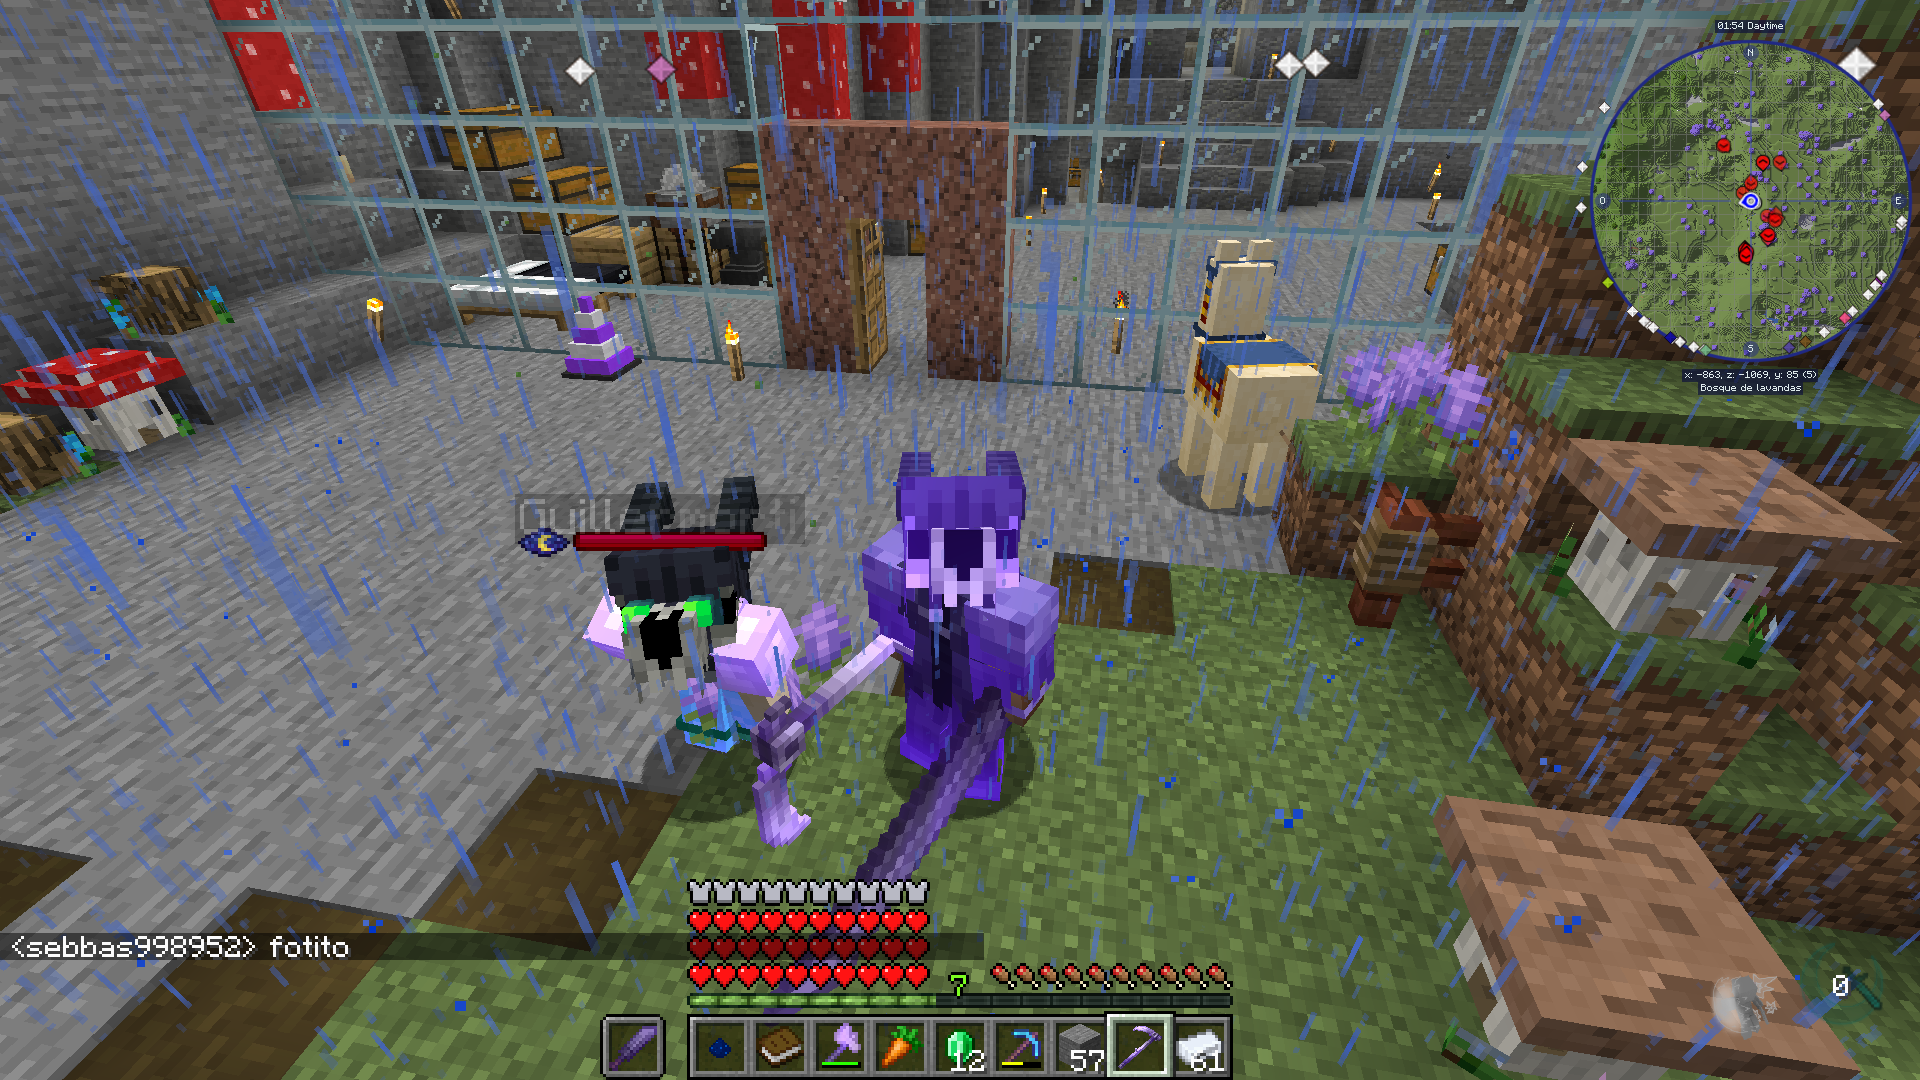 01:54 Daytime
N
O
E
S
x: -863, z: -1069, y: 85 (5)
Bosque de lavandas
<sebbas998952> fotito
7
0
12
57
61